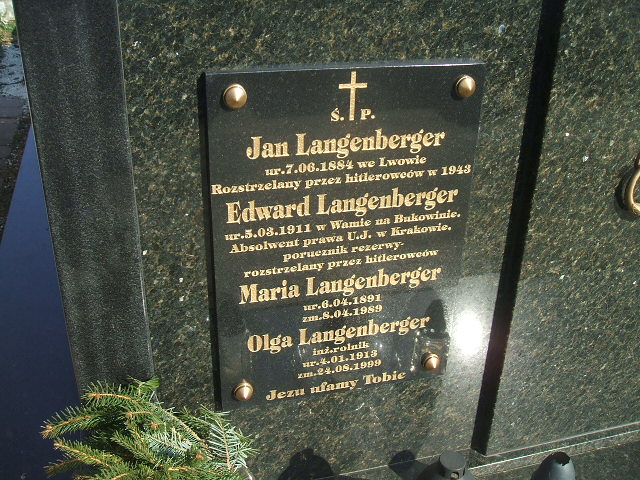 Ś. P.
Jan Langenberger
ur.7.06.1884 we Lwowie
Rozstrzelany przez hitlerowców w 1943
Edward Langenberger
ur.5.03.1911 w Wamie na Bukowinie.
Absolwent prawa U.J. w Krakowie.
porucznik rezerwy-
rozstrzelany przez hitlerowców
Maria Langenberger
ur.6.04.1891
zm.8.04.1989
Olga Langenberger
inż.rolnik
ur.4.01.1913
zm.24.08.1999
Jezu ufamy Tobie